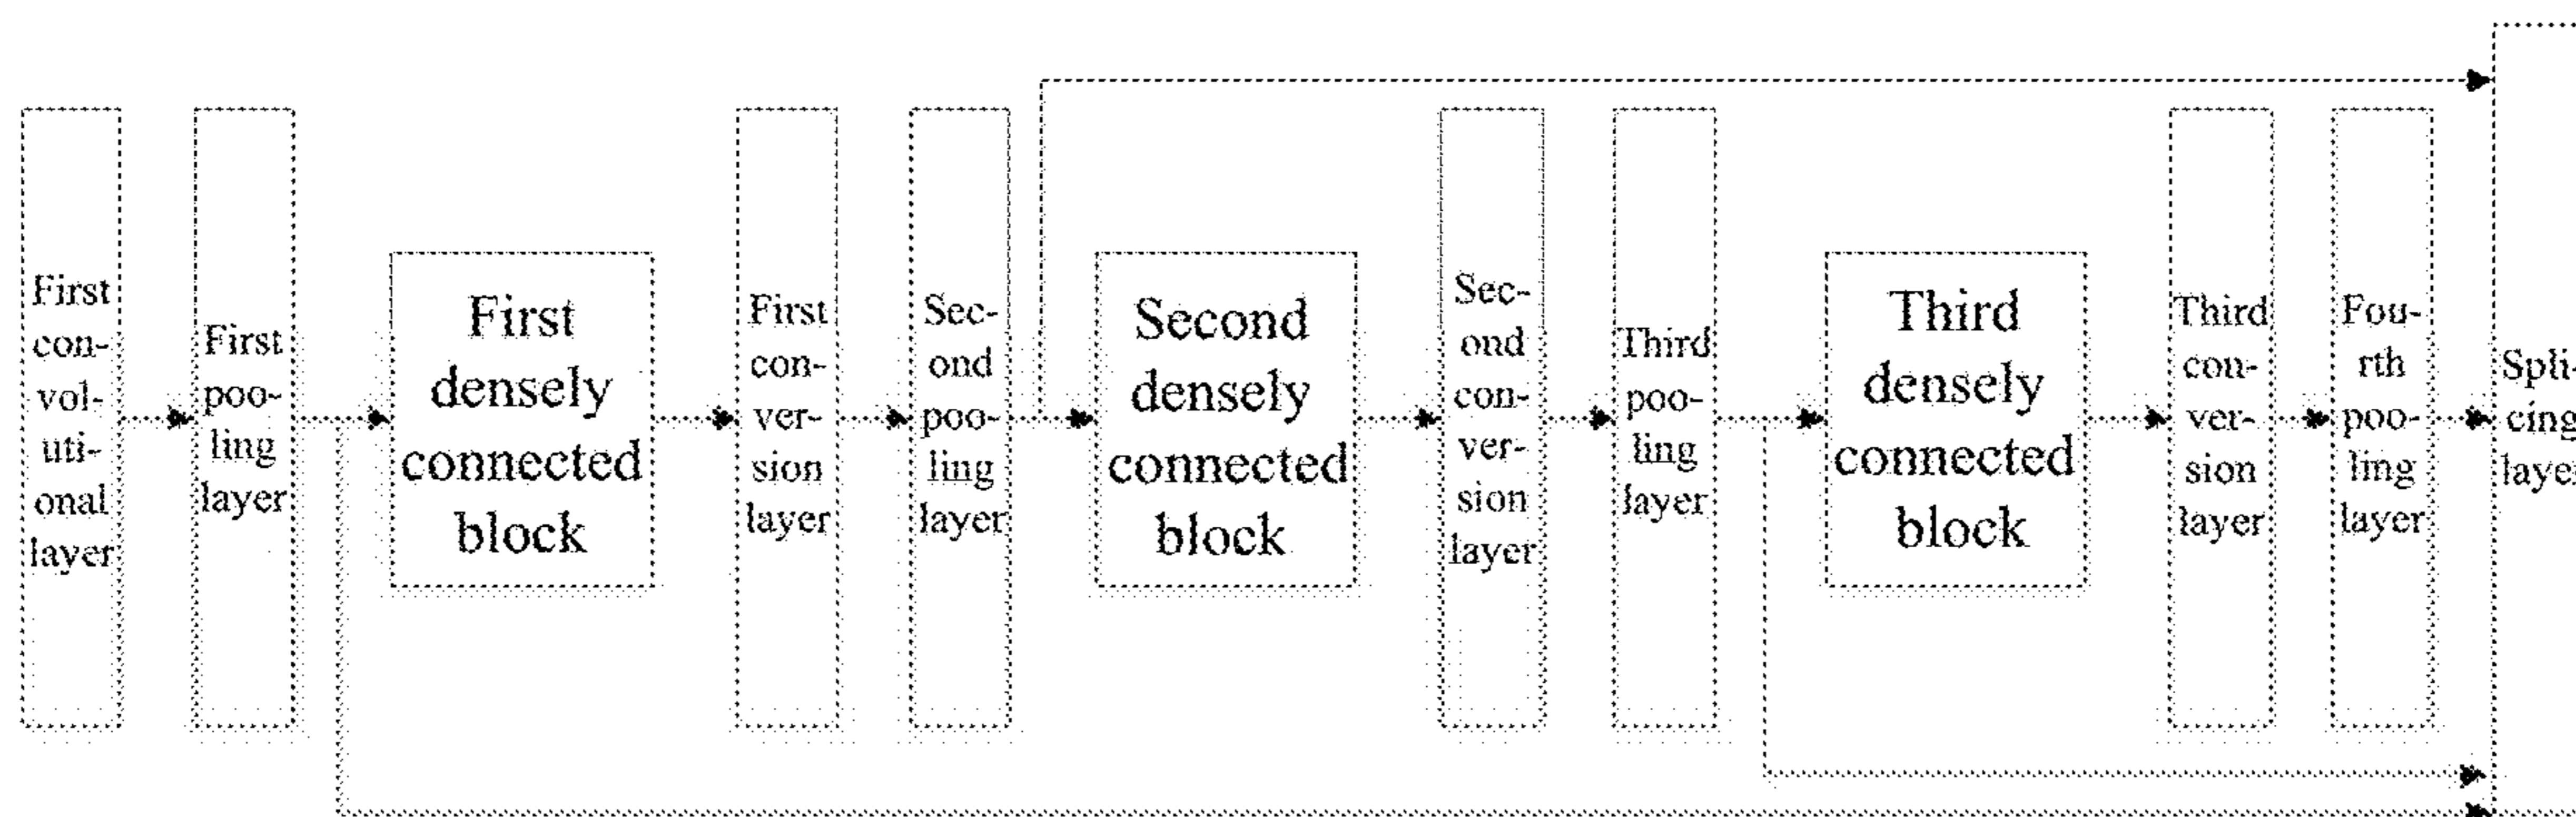 First
con-
vol-
uti-
onal
layer
First
poo-
ling
layer
First
densely
connected
block
First
con-
ver-
sion
layer
Sec-
ond
poo-
ling
layer
Second
densely
connected
block
Sec-
ond
con-
ver-
sion
layer
Third
poo-
ling
layer
Third
densely
connected
block
Third
con-
ver-
sion
layer
Fou-
rth
poo-
ling
layer
Spli-
cing
layer